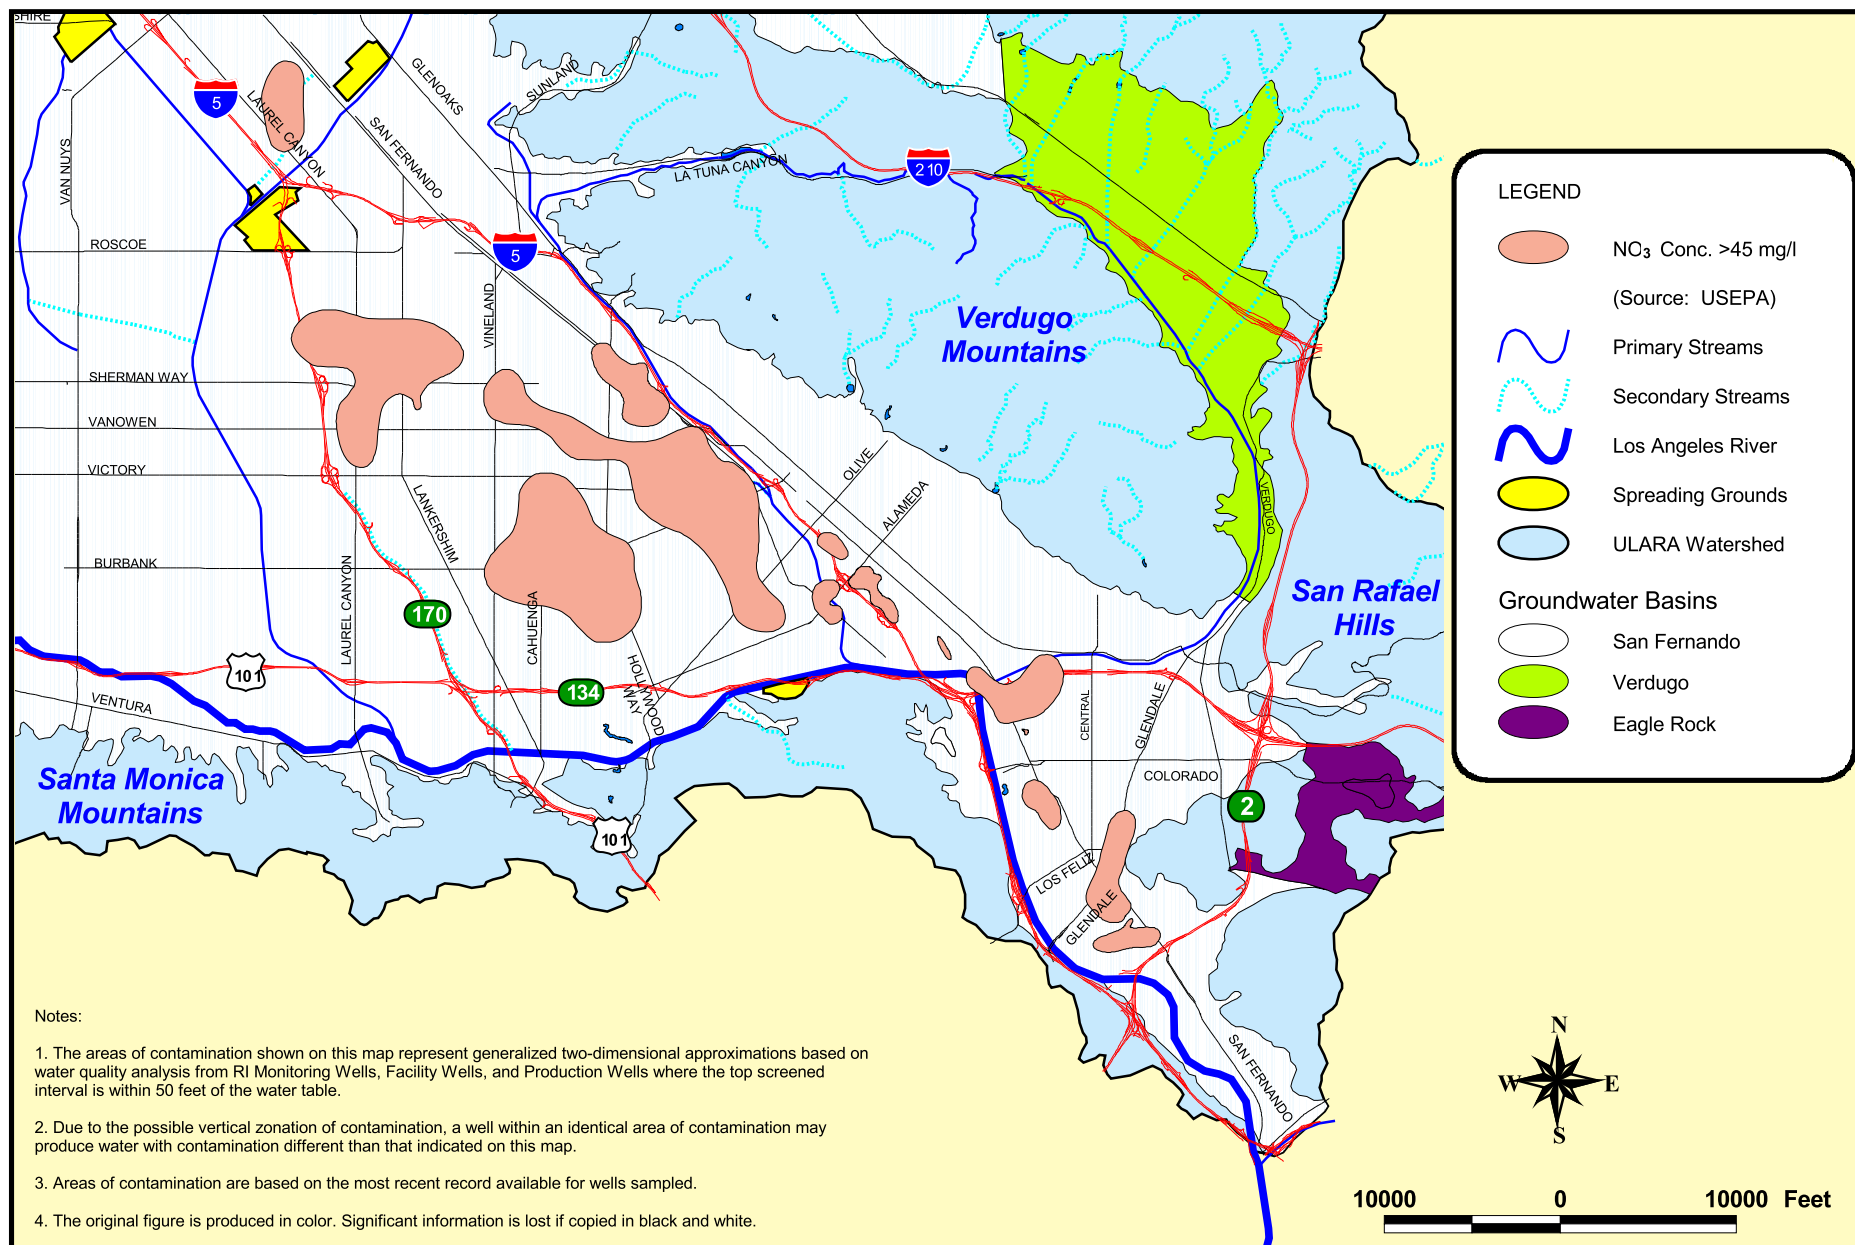 SHIRE
GLENOAKS
SUNLAND
5
LAUREL CANYON
SAN FERNANDO
VAN NUYS
LA TUNA CANYON
210
ROSCOE
5
VINELAND
Verdugo
Mountains
SHERMAN WAY
VANOWEN
VICTORY
OLIVE
ALAMEDA
LANKERSHIM
VERDUGO
BURBANK
LAUREL CANYON
170
CAHUENGA
San Rafael
Hills
101
134
HOLLYWOOD
WAY
VENTURA
CENTRAL
GLENDALE
COLORADO
Santa Monica
Mountains
2
101
LOS FELIZ
GLENDALE
SAN FERNANDO
LEGEND
NO3 Conc. >45 mg/l
(Source: USEPA)
Primary Streams
Secondary Streams
Los Angeles River
Spreading Grounds
ULARA Watershed
Groundwater Basins
San Fernando
Verdugo
Eagle Rock
Notes:
1. The areas of contamination shown on this map represent generalized two-dimensional approximations based on
water quality analysis from RI Monitoring Wells, Facility Wells, and Production Wells where the top screened
interval is within 50 feet of the water table.
2. Due to the possible vertical zonation of contamination, a well within an identical area of contamination may
produce water with contamination different than that indicated on this map.
3. Areas of contamination are based on the most recent record available for wells sampled.
4. The original figure is produced in color. Significant information is lost if copied in black and white.
N
W E
S
10000 0 10000 Feet